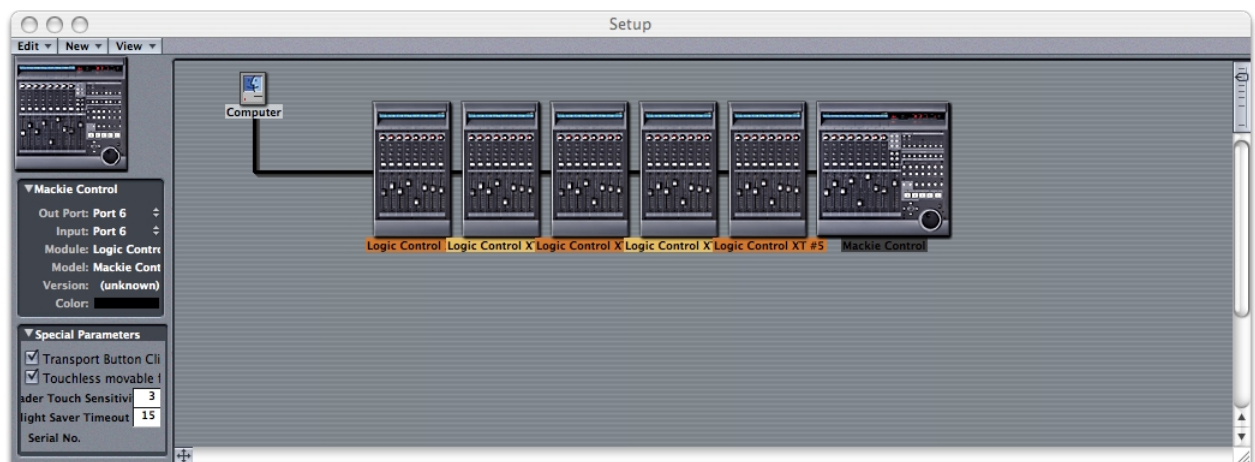 Setup
Edit New View
Computer
Logic Control
Logic Control X
Logic Control X
Logic Control X
Logic Control XT #5
Mackie Control
Mackie Control
Out Port: Port 6
Input: Port 6
Module: Logic Contro
Model: Mackie Cont
Version: (unknown)
Color:
Special Parameters
Transport Button Cli
Touchless movable f
ader Touch Sensitivi 3
light Saver Timeout 15
Serial No.